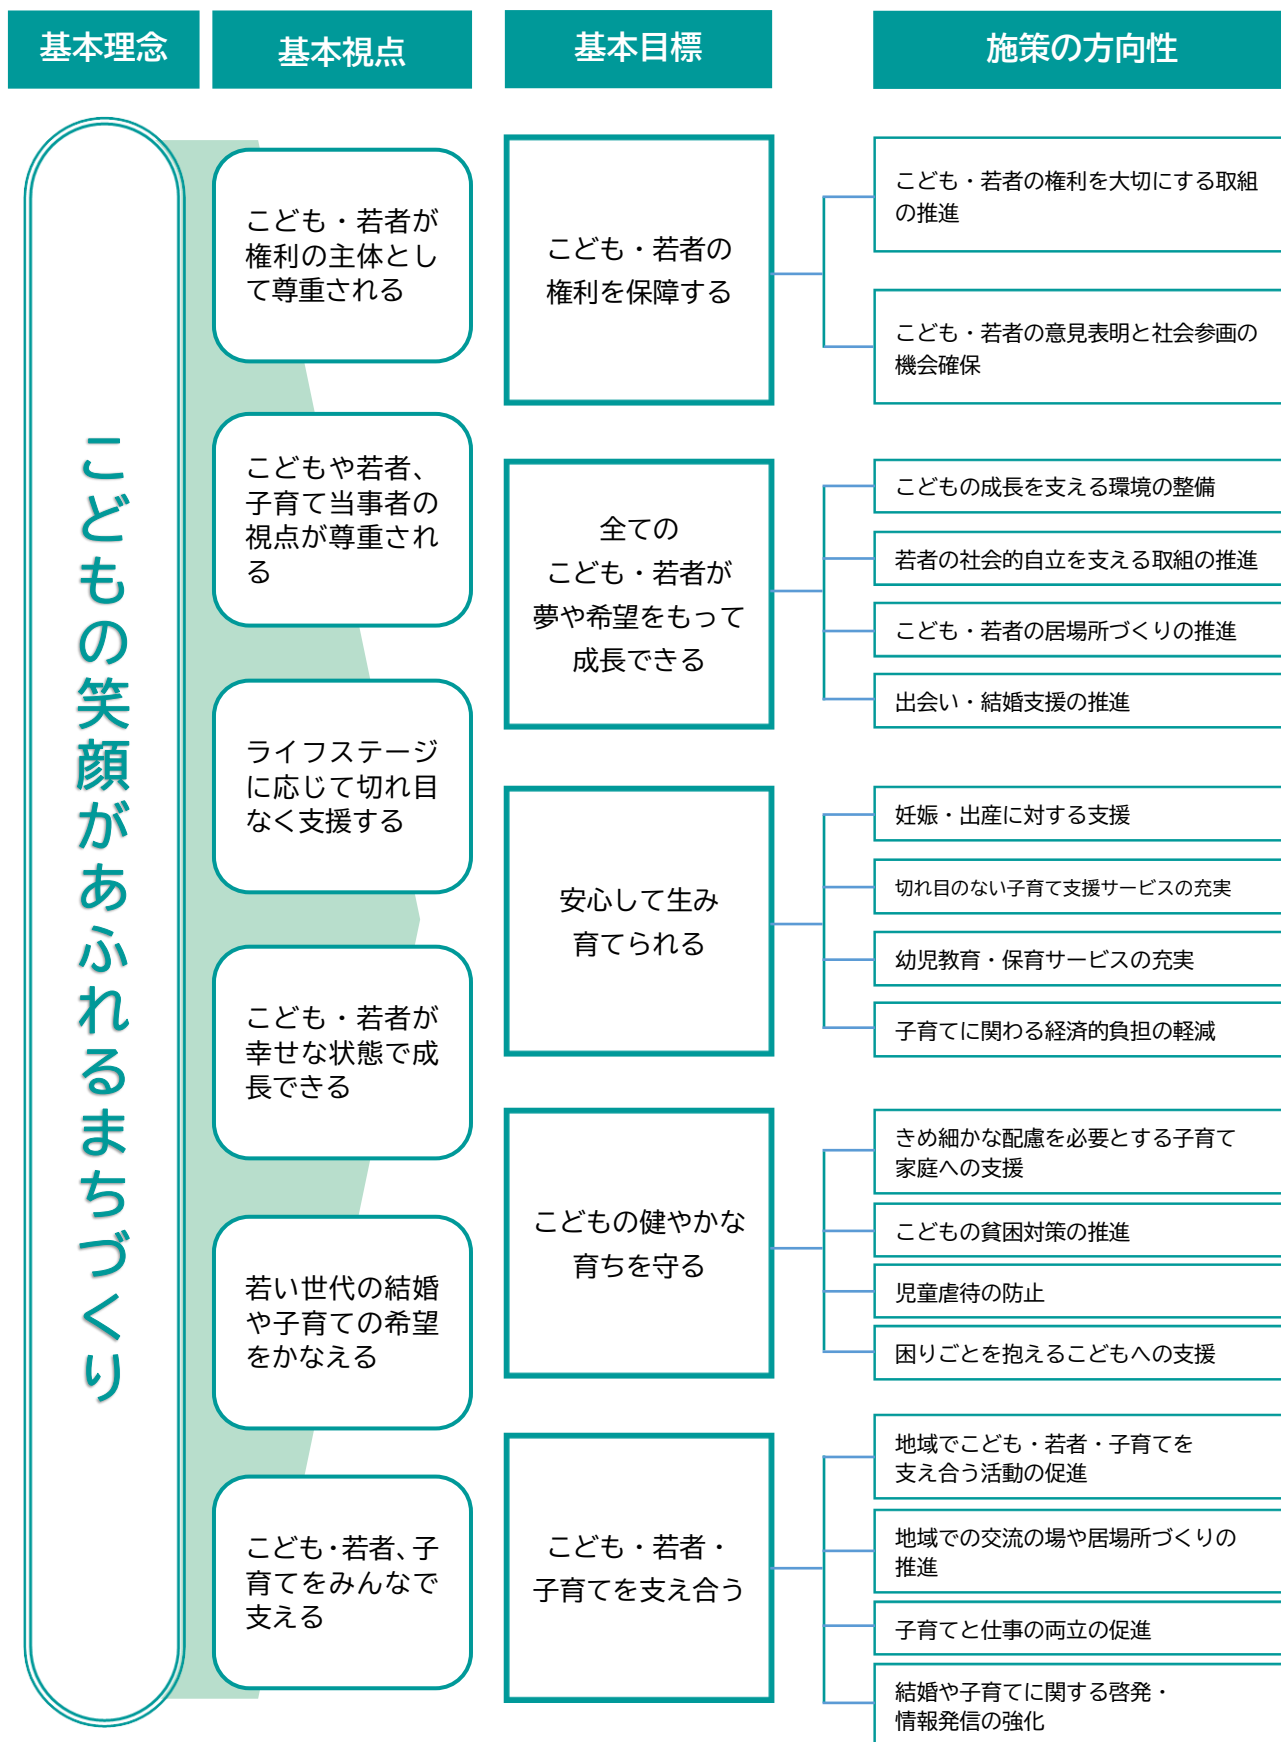 基本理念
基本視点
基本目標
施策の方向性
こどもの笑顔があふれるまちづくり
こども・若者が
権利の主体とし
て尊重される
こどもや若者、
子育て当事者の
視点が尊重され
る
ライフステージ
に応じて切れ目
なく支援する
こども・若者が
幸せな状態で成
長できる
若い世代の結婚
や子育ての希望
をかなえる
こども・若者、子
育てをみんなで
支える
こども・若者の
権利を保障する
こども・若者の権利を大切にする取組
の推進
こども・若者の意見表明と社会参画の
機会確保
全ての
こども・若者が
夢や希望をもって
成長できる
こどもの成長を支える環境の整備
若者の社会的自立を支える取組の推進
こども・若者の居場所づくりの推進
出会い・結婚支援の推進
安心して生み
育てられる
妊娠・出産に対する支援
切れ目のない子育て支援サービスの充実
幼児教育・保育サービスの充実
子育てに関わる経済的負担の軽減
こどもの健やかな
育ちを守る
きめ細かな配慮を必要とする子育て
家庭への支援
こどもの貧困対策の推進
児童虐待の防止
困りごとを抱えるこどもへの支援
こども・若者・
子育てを支え合う
地域でこども・若者・子育てを
支え合う活動の促進
地域での交流の場や居場所づくりの
推進
子育てと仕事の両立の促進
結婚や子育てに関する啓発・
情報発信の強化